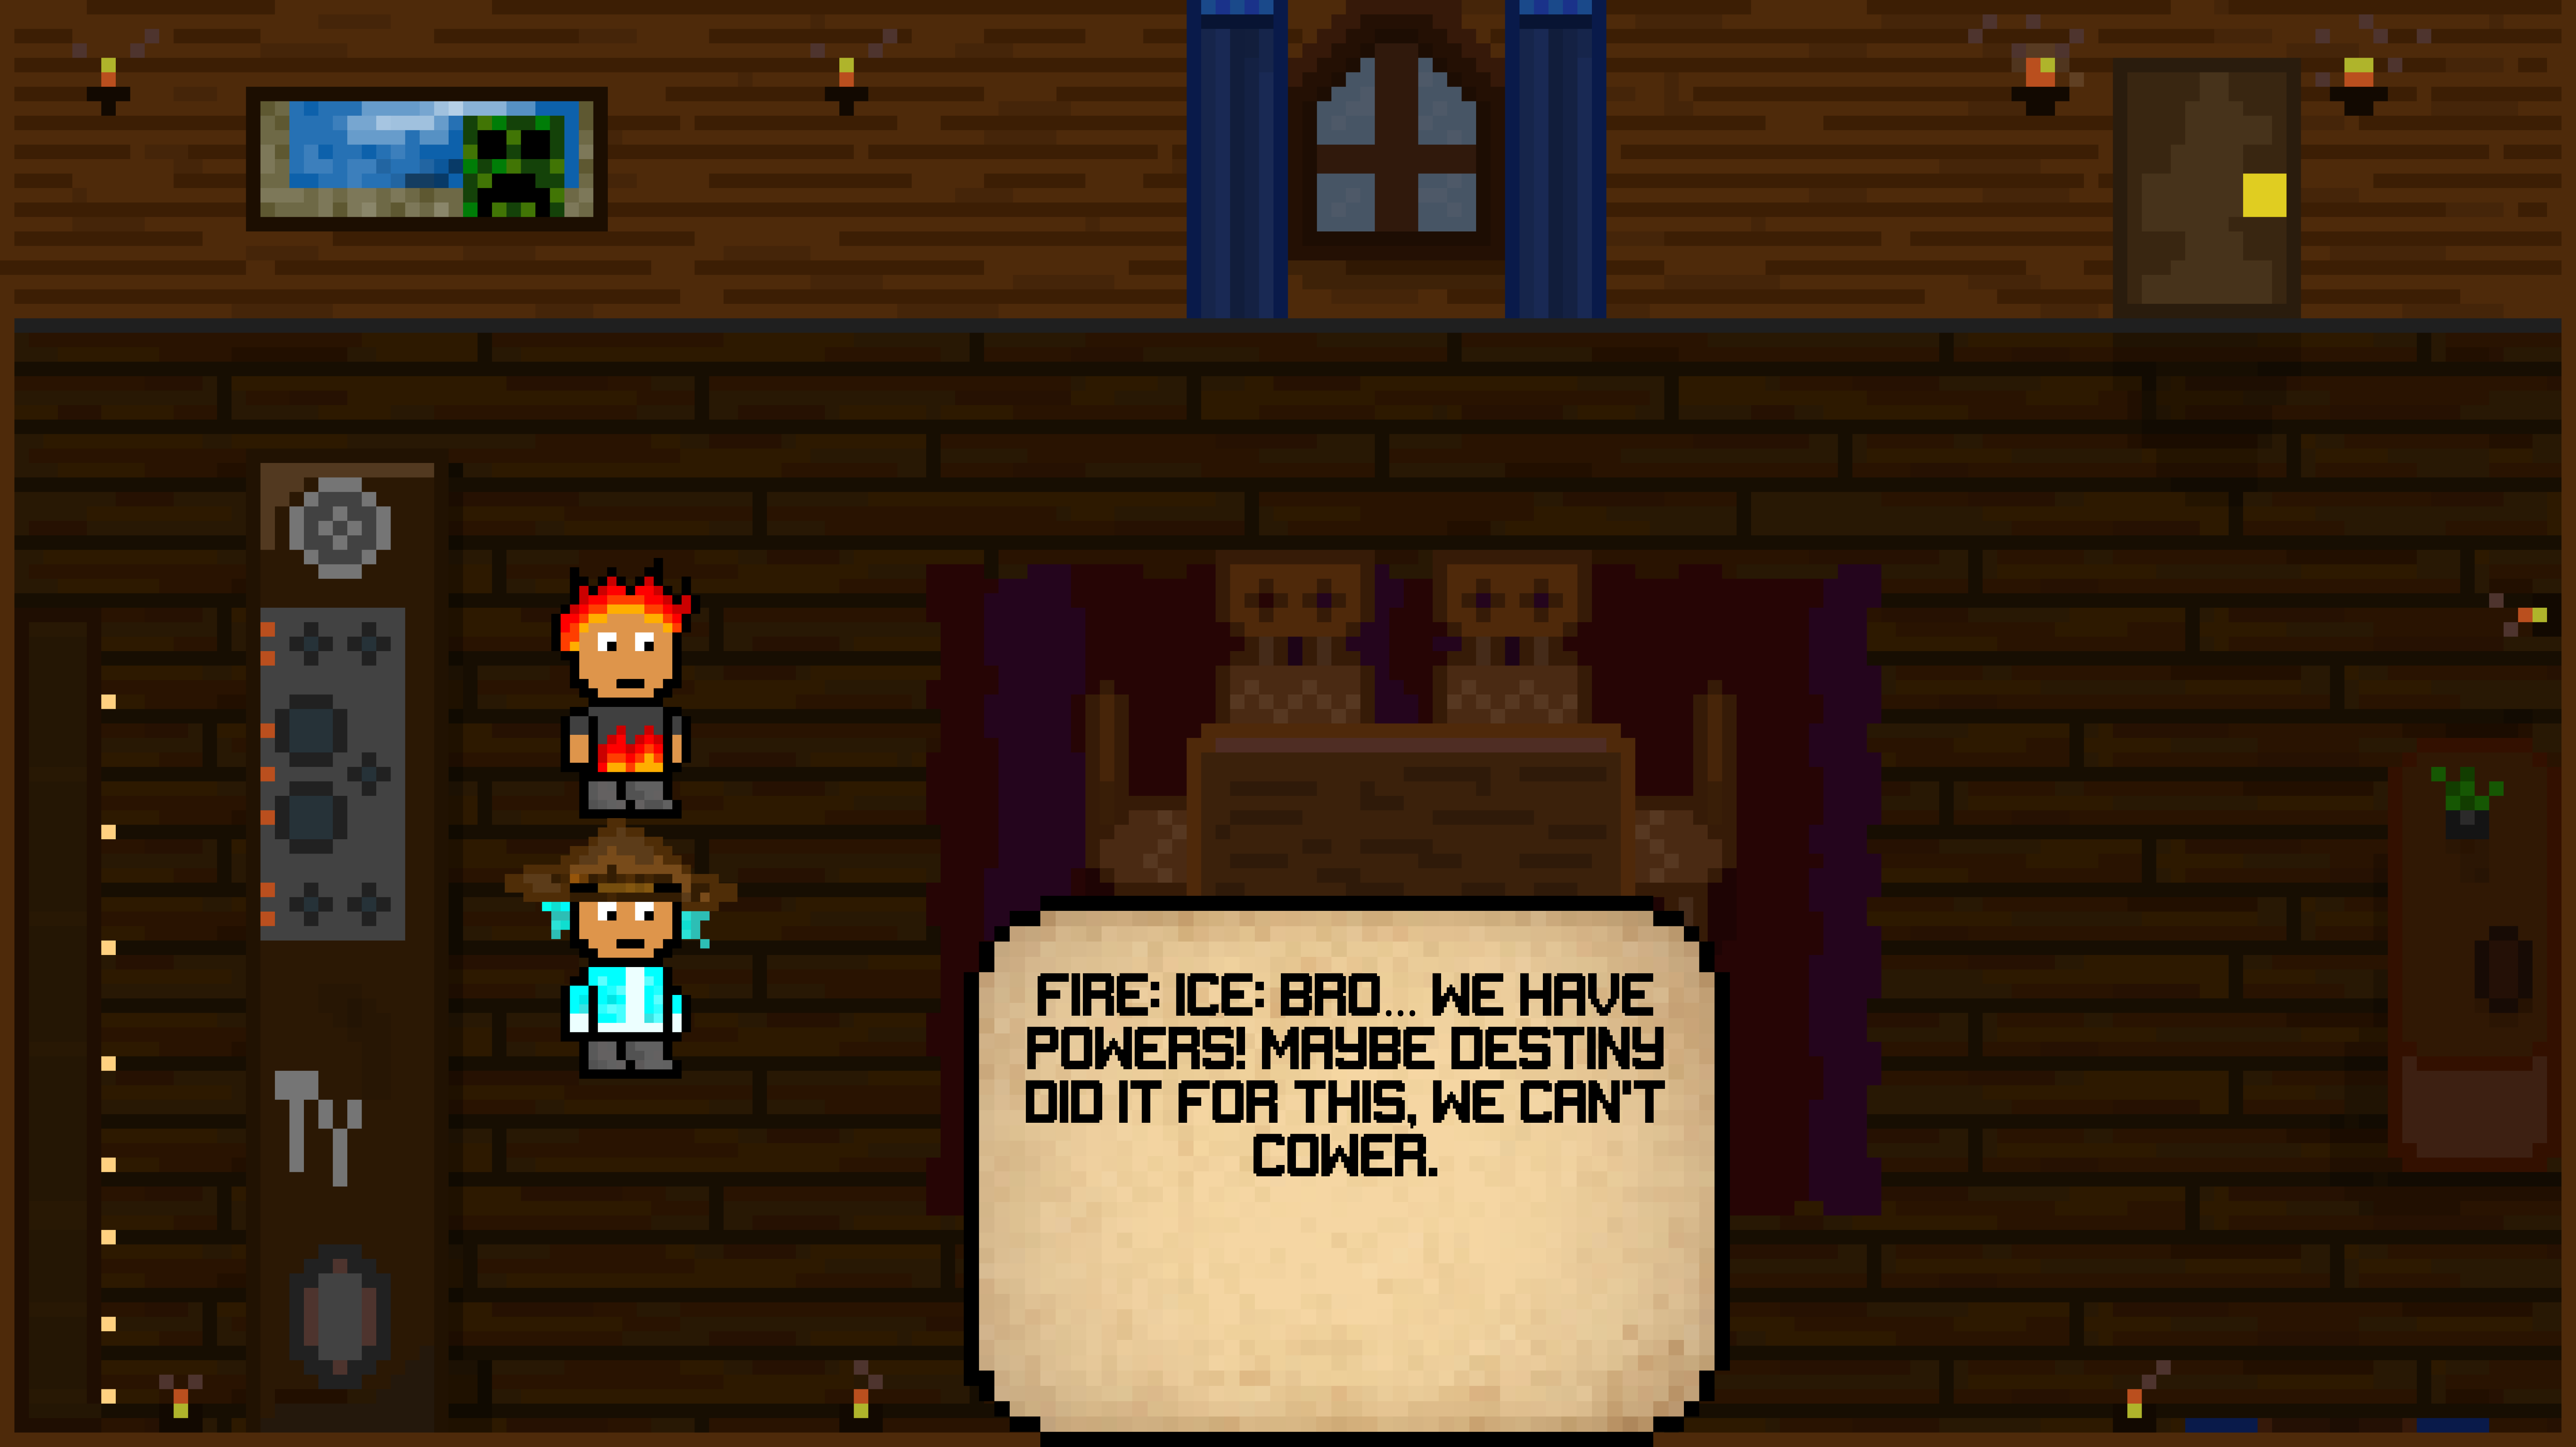 FIRE: ICE: BRO... WE HAVE
POWERS! MAYBE DESTINY
DID IT FOR THIS, WE CAN'T
COWER.